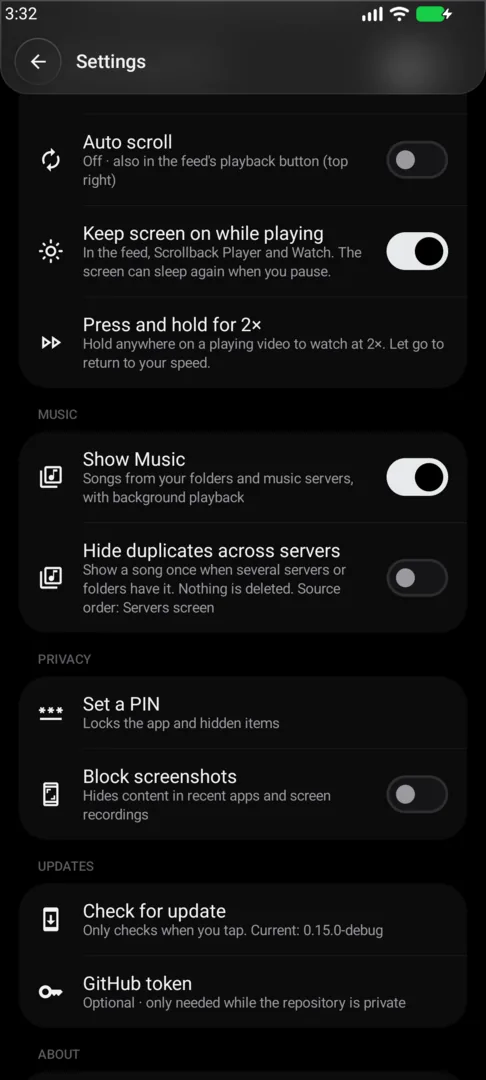 3:32
Settings
Auto scroll
Off · also in the feed's playback button (top
right)
Keep screen on while playing
In the feed, Scrollback Player and Watch. The
screen can sleep again when you pause.
Press and hold for 2×
Hold anywhere on a playing video to watch at 2×. Let go to
return to your speed.
MUSIC
Show Music
Songs from your folders and music servers,
with background playback
Hide duplicates across servers
Show a song once when several servers or
folders have it. Nothing is deleted. Source
order: Servers screen
PRIVACY
Set a PIN
Locks the app and hidden items
Block screenshots
Hides content in recent apps and screen
recordings
UPDATES
Check for update
Only checks when you tap. Current: 0.15.0-debug
GitHub token
Optional · only needed while the repository is private
ABOUT